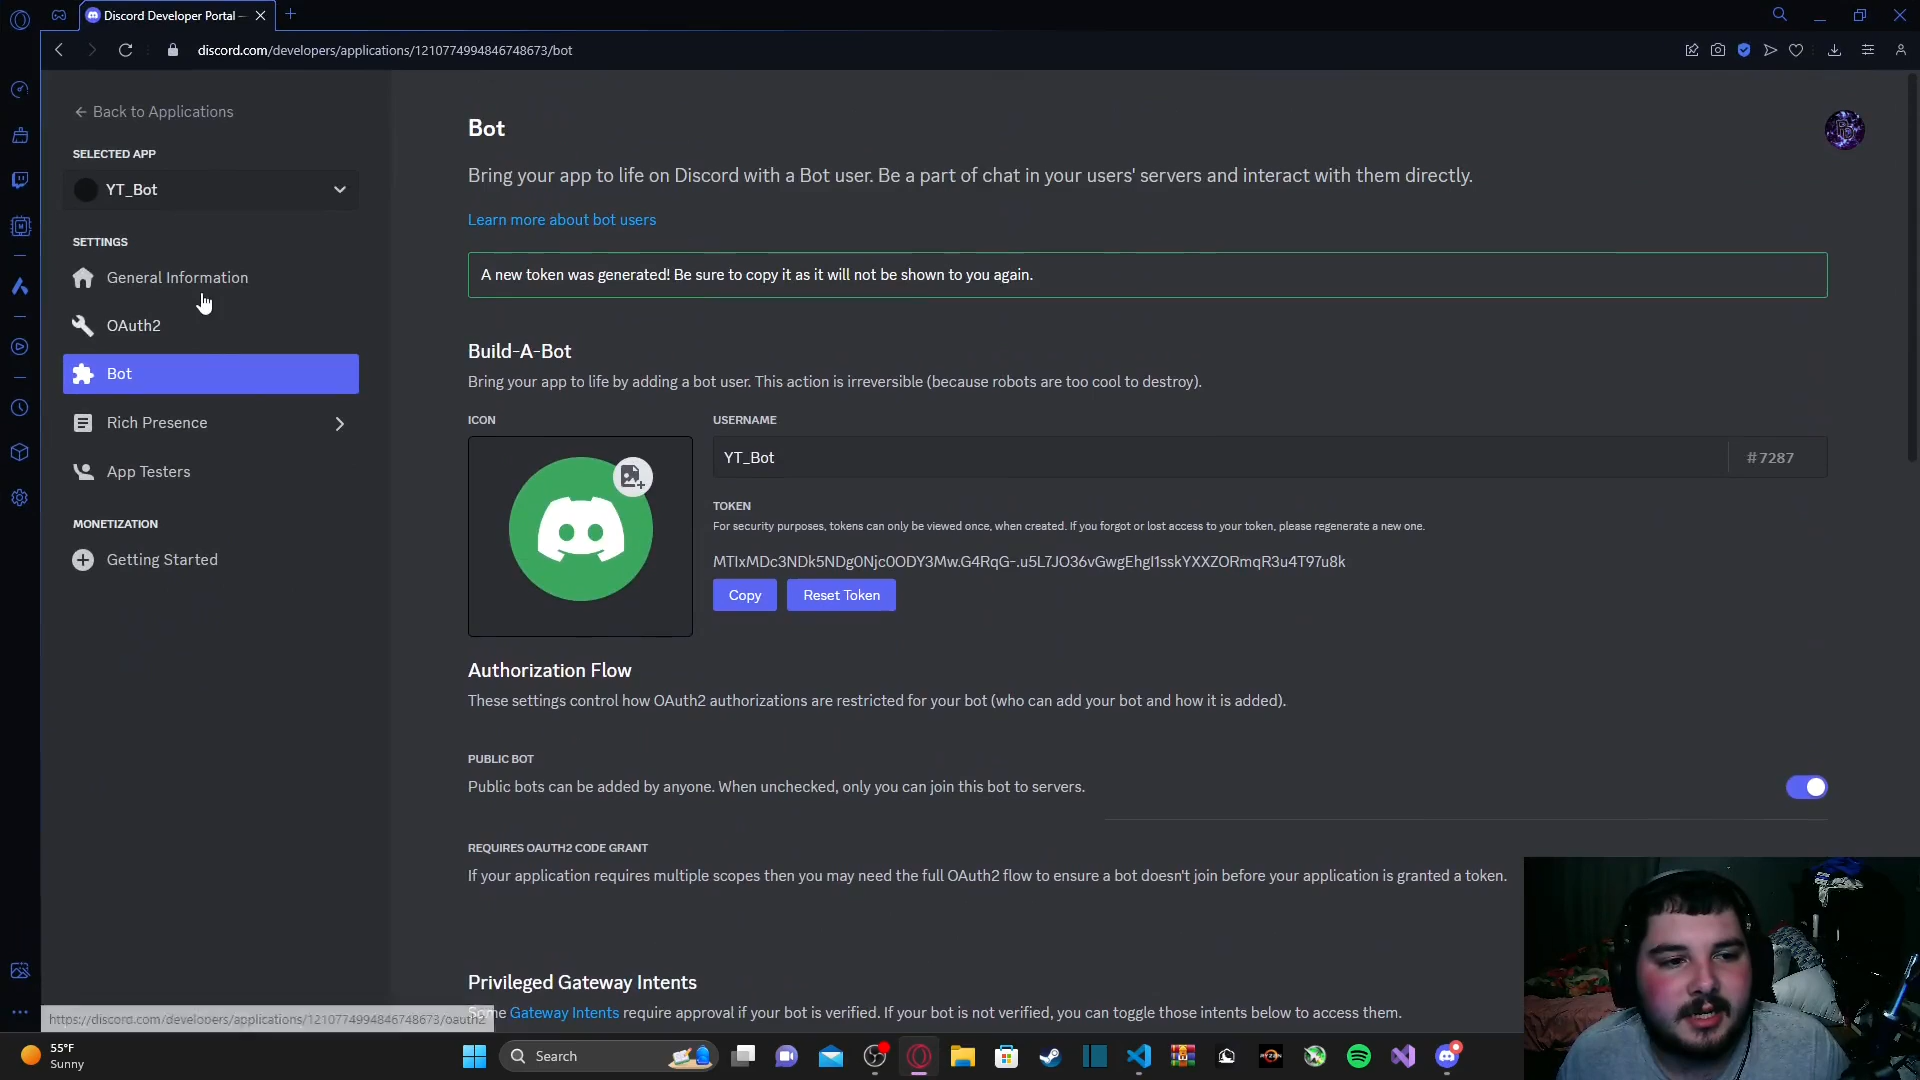 Discord Developer Portal —
discord.com/developers/applications/1210774994846748673/bot
Back to Applications
SELECTED APP
YT_Bot
SETTINGS
General Information
OAuth2
Bot
Rich Presence
App Testers
MONETIZATION
Getting Started
Bot
Bring your app to life on Discord with a Bot user. Be a part of chat in your users' servers and interact with them directly.
Learn more about bot users
A new token was generated! Be sure to copy it as it will not be shown to you again.
Build-A-Bot
Bring your app to life by adding a bot user. This action is irreversible (because robots are too cool to destroy).
ICON
USERNAME
YT_Bot
#7287
TOKEN
For security purposes, tokens can only be viewed once, when created. If you forgot or lost access to your token, please regenerate a new one.
Copy
Reset Token
Authorization Flow
These settings control how OAuth2 authorizations are restricted for your bot (who can add your bot and how it is added).
PUBLIC BOT
Public bots can be added by anyone. When unchecked, only you can join this bot to servers.
REQUIRES OAUTH2 CODE GRANT
If your application requires multiple scopes then you may need the full OAuth2 flow to ensure a bot doesn't join before your application is granted a token.
Privileged Gateway Intents
Gateway Intents require approval if your bot is verified. If your bot is not verified, you can toggle those intents below to access them.
https://discord.com/developers/applications/1210774994846748673/oauth2
55°F
Sunny
Search